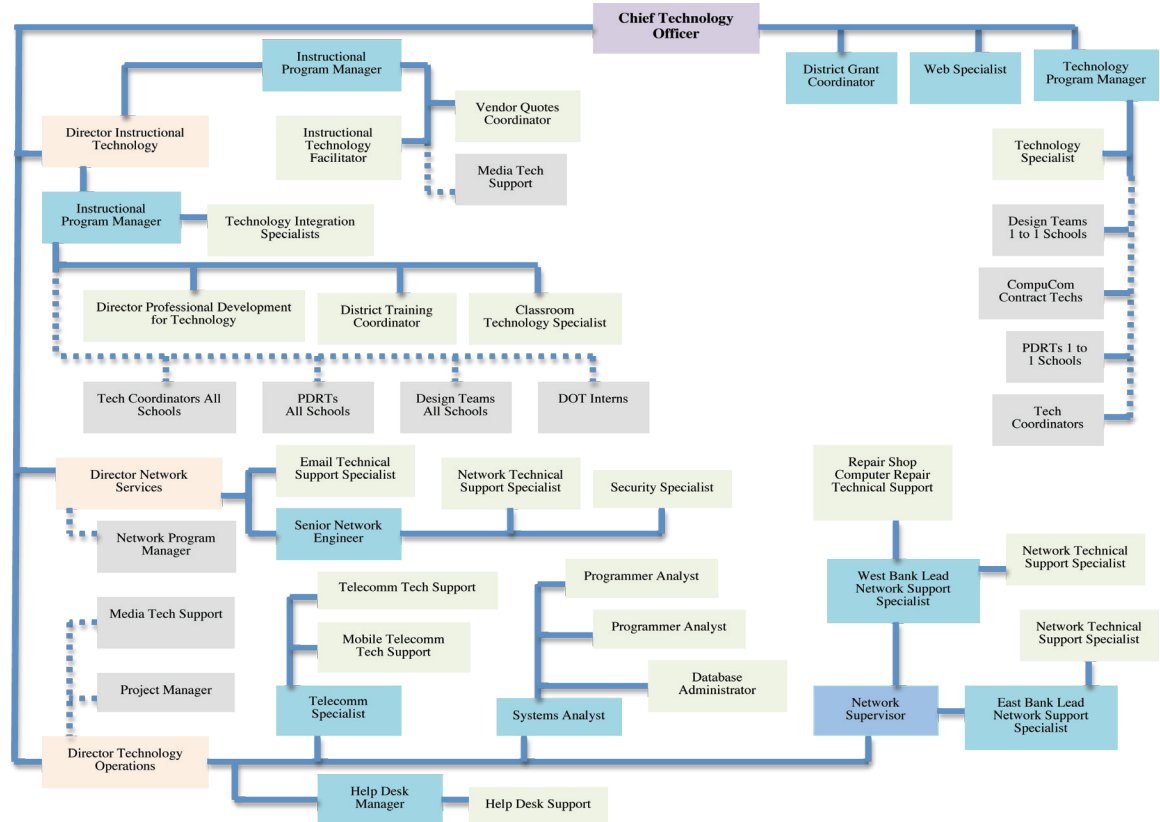 Chief Technology
Officer
Instructional
Program Manager
District Grant
Coordinator
Web Specialist
Technology
Program Manager
Vendor Quotes
Coordinator
Director Instructional
Technology
Instructional
Technology
Facilitator
Technology
Specialist
Media Tech
Support
Instructional
Program Manager
Technology Integration
Specialists
Design Teams
1 to 1 Schools
Director Professional Development
for Technology
District Training
Coordinator
Classroom
Technology Specialist
CompuCom
Contract Techs
PDRTs 1 to
1 Schools
Tech Coordinators All
Schools
PDRTs
All Schools
Design Teams
All Schools
DOT Interns
Tech
Coordinators
Director Network
Services
Email Technical
Support Specialist
Network Technical
Support Specialist
Security Specialist
Repair Shop
Computer Repair
Technical Support
Network Program
Manager
Senior Network
Engineer
Network Technical
Support Specialist
West Bank Lead
Network Support
Specialist
Telecomm Tech Support
Programmer Analyst
Media Tech Support
Mobile Telecomm
Tech Support
Programmer Analyst
Network Technical
Support Specialist
Project Manager
Database
Administrator
Telecomm
Specialist
Systems Analyst
Network
Supervisor
East Bank Lead
Network Support
Specialist
Director Technology
Operations
Help Desk
Manager
Help Desk Support